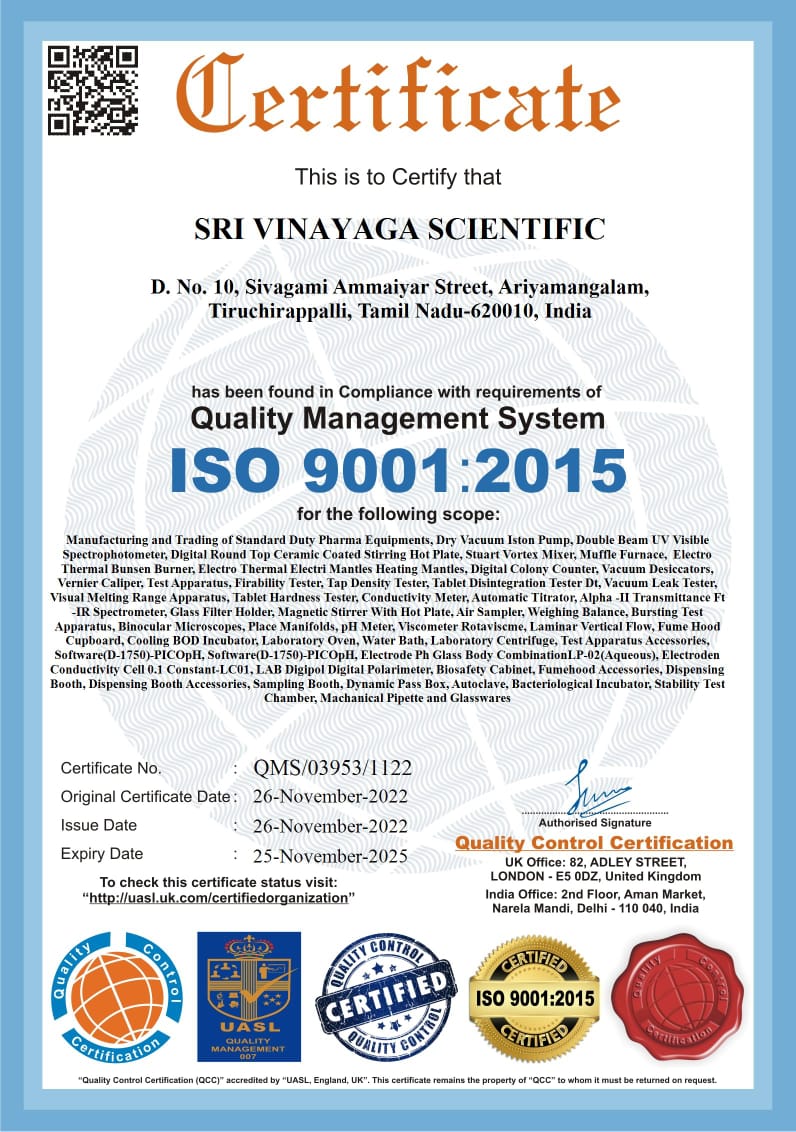 Certificate
This is to Certify that
SRI VINAYAGA SCIENTIFIC
D. No. 10, Sivagami Ammaiyar Street, Ariyamangalam,
Tiruchirappalli, Tamil Nadu-620010, India
has been found in Compliance with requirements of
Quality Management System
ISO 9001:2015
for the following scope:
Manufacturing and Trading of Standard Duty Pharma Equipments, Dry Vacuum Iston Pump, Double Beam UV Visible
Spectrophotometer, Digital Round Top Ceramic Coated Stirring Hot Plate, Stuart Vortex Mixer, Muffle Furnace, Electro
Thermal Bunsen Burner, Electro Thermal Electri Mantles Heating Mantles, Digital Colony Counter, Vacuum Desiccators,
Vernier Caliper, Test Apparatus, Firability Tester, Tap Density Tester, Tablet Disintegration Tester Dt, Vacuum Leak Tester,
Visual Melting Range Apparatus, Tablet Hardness Tester, Conductivity Meter, Automatic Titrator, Alpha -II Transmittance Ft
-IR Spectrometer, Glass Filter Holder, Magnetic Stirrer With Hot Plate, Air Sampler, Weighing Balance, Bursting Test
Apparatus, Binocular Microscopes, Place Manifolds, pH Meter, Viscometer Rotaviscme, Laminar Vertical Flow, Fume Hood
Cupboard, Cooling BOD Incubator, Laboratory Oven, Water Bath, Laboratory Centrifuge, Test Apparatus Accessories,
Software(D-1750)-PICOpH, Software(D-1750)-PICOpH, Electrode Ph Glass Body CombinationLP-02(Aqueous), Electroden
Conductivity Cell 0.1 Constant-LC01, LAB Digipol Digital Polarimeter, Biosafety Cabinet, Fumehood Accessories, Dispensing
Booth, Dispensing Booth Accessories, Sampling Booth, Dynamic Pass Box, Autoclave, Bacteriological Incubator, Stability Test
Chamber, Machanical Pipette and Glasswares
Certificate No. : QMS/03953/1122
Original Certificate Date : 26-November-2022
Issue Date : 26-November-2022
Expiry Date : 25-November-2025
To check this certificate status visit:
“http://uasl.uk.com/certifiedorganization”
Authorised Signature
Quality Control Certification
UK Office: 82, ADLEY STREET,
LONDON - E5 0DZ, United Kingdom
India Office: 2nd Floor, Aman Market,
Narela Mandi, Delhi - 110 040, India
Quality Control
Certification
UASL
QUALITY
MANAGEMENT
007
QUALITY CONTROL
CERTIFIED
QUALITY CONTROL
CERTIFIED
ISO 9001:2015
CERTIFIED
Quality Control
Certification
“Quality Control Certification (QCC)” accredited by “UASL, England, UK”. This certificate remains the property of “QCC” to whom it must be returned on request.